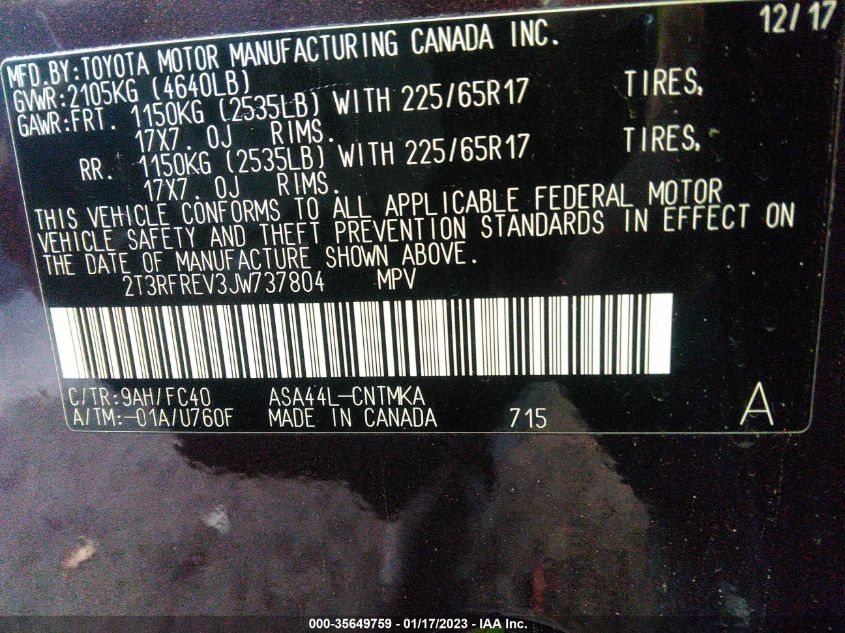 12/17
MFD.BY:TOYOTA MOTOR MANUFACTURING CANADA INC.
GVWR:2105KG (4640LB)
GAWR:FRT. 1150KG (2535LB) WITH 225/65R17 TIRES,
17X7.0J RIMS.
RR. 1150KG (2535LB) WITH 225/65R17 TIRES,
17X7.0J RIMS.
THIS VEHICLE CONFORMS TO ALL APPLICABLE FEDERAL MOTOR
VEHICLE SAFETY AND THEFT PREVENTION STANDARDS IN EFFECT ON
THE DATE OF MANUFACTURE SHOWN ABOVE.
2T3RFREV3JW737804 MPV
C/TR:9AH/FC40 ASA44L-CNTMKA
A/TM:-01A/U760F MADE IN CANADA 715 A
000-35649759 - 01/17/2023 - IAA Inc.